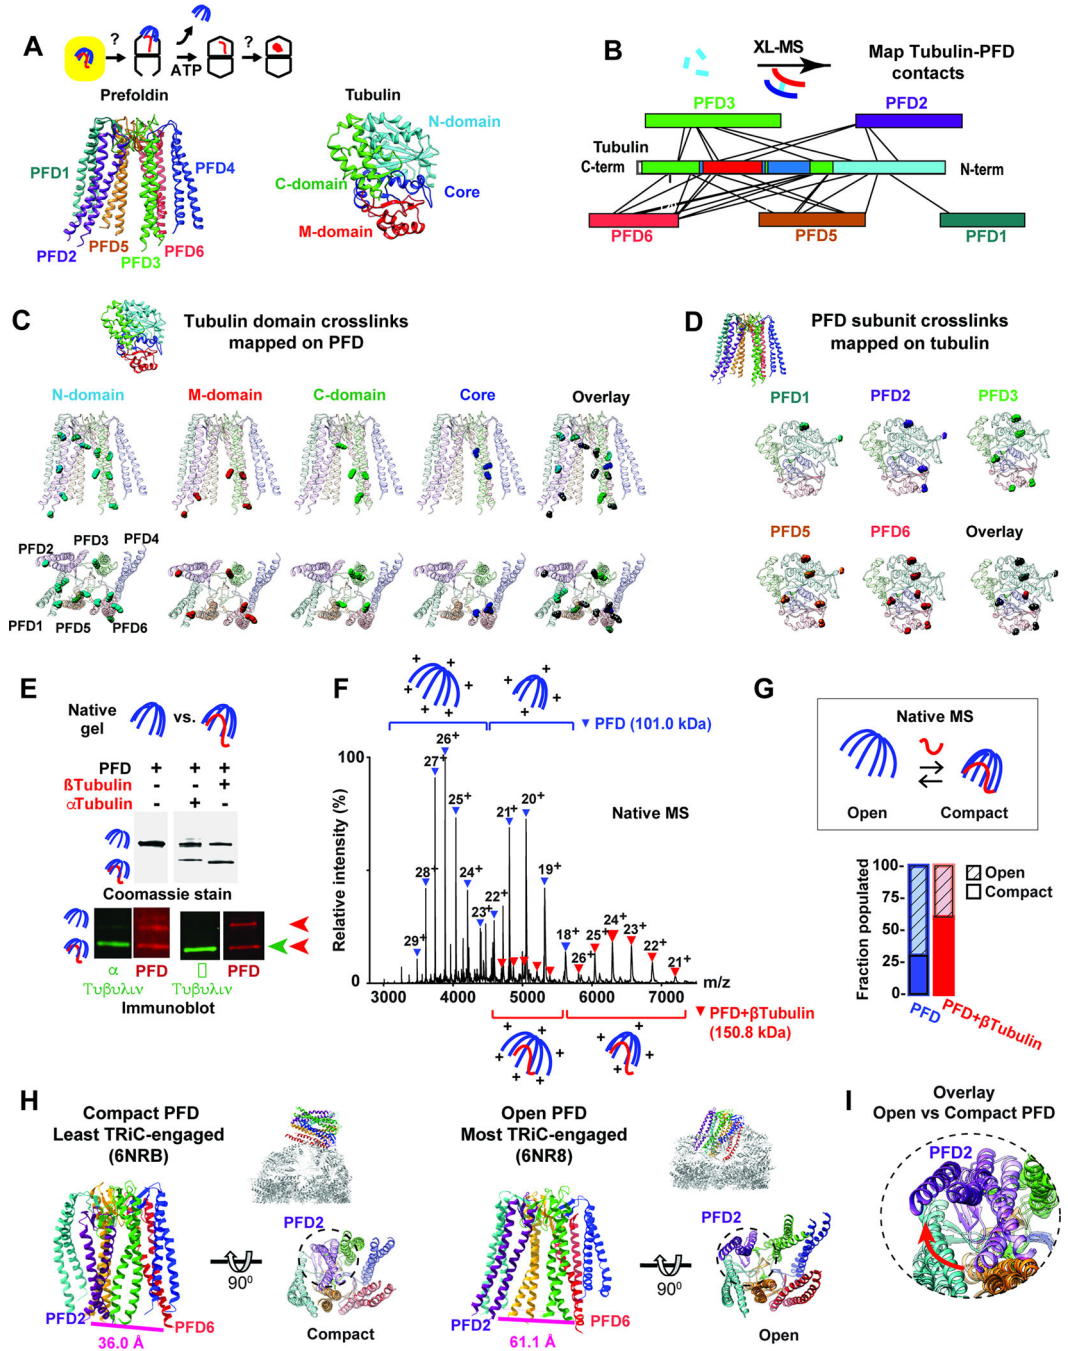 A
?
ATP
?
Prefoldin
Tubulin
PFD1
PFD4
PFD5
PFD2
PFD3
PFD6
N-domain
C-domain
Core
M-domain
B
XL-MS
Map Tubulin-PFD
contacts
PFD3
PFD2
Tubulin
C-term
N-term
PFD6
PFD5
PFD1
C
Tubulin domain crosslinks
mapped on PFD
N-domain
M-domain
C-domain
Core
Overlay
PFD2
PFD3
PFD4
PFD1
PFD5
PFD6
D
PFD subunit crosslinks
mapped on tubulin
PFD1
PFD2
PFD3
PFD5
PFD6
Overlay
E
Native
gel
vs.
PFD + + +
ßTubulin - - +
αTubulin - + -
Coomassie stain
α
Τυβυλιν
PFD
▯
Τυβυλιν
PFD
Immunoblot
F
PFD (101.0 kDa)
Native MS
Relative intensity (%)
100
0
29+
28+
27+
26+
25+
24+
23+
22+
21+
20+
19+
18+
26+
25+
24+
23+
22+
21+
3000
4000
5000
6000
7000
m/z
PFD+βTubulin
(150.8 kDa)
G
Native MS
Open
Compact
Fraction populated
100-
75-
50-
25-
0-
Open
Compact
PFD
PFD+βTubulin
H
Compact PFD
Least TRiC-engaged
(6NRB)
PFD2
PFD6
36.0 Å
90⁰
PFD2
Compact
Open PFD
Most TRiC-engaged
(6NR8)
PFD2
PFD6
61.1 Å
90⁰
PFD2
Open
I
Overlay
Open vs Compact PFD
PFD2